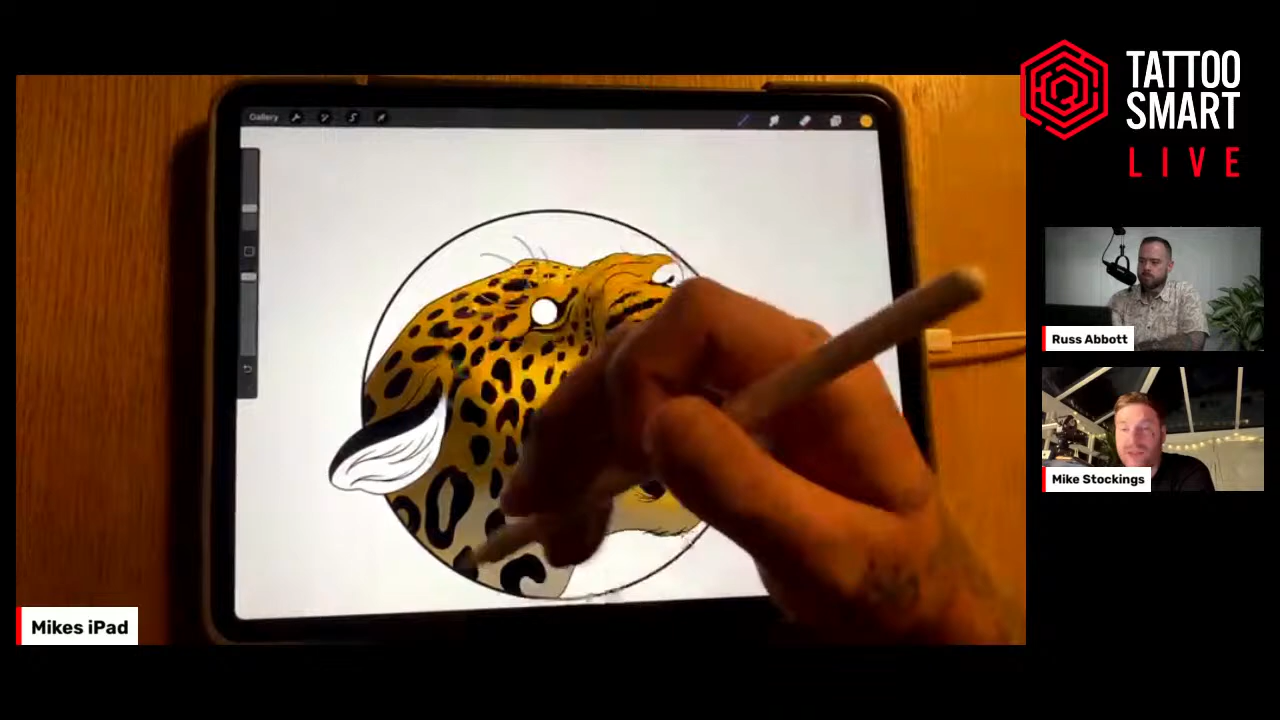 TATTOO
SMART
LIVE
Gallery
Russ Abbott
Mike Stockings
Mikes iPad